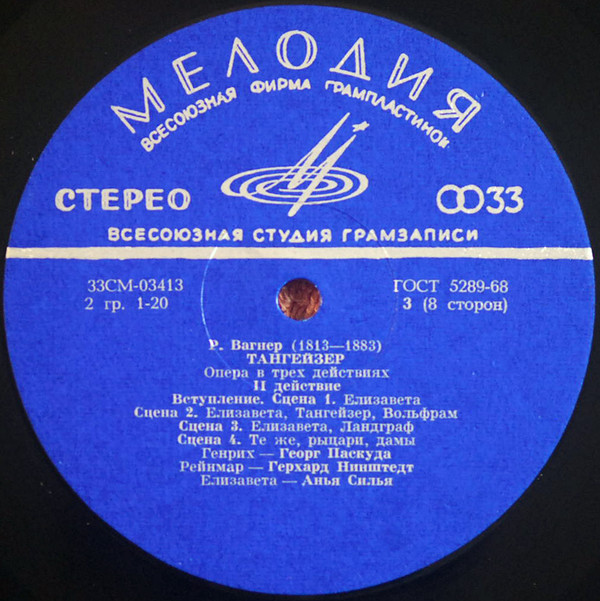 МЕЛОДИЯ
ВСЕСОЮЗНАЯ ФИРМА ГРАМПЛАСТИНОК
СТЕРЕО 33
ВСЕСОЮЗНАЯ СТУДИЯ ГРАМЗАПИСИ
33СМ-03413 ГОСТ 5289-68
2 гр. 1-20 3 (8 сторон)
Р. Вагнер (1813—1883)
ТАНГЕЙЗЕР
Опера в трех действиях
II действие
Вступление. Сцена 1. Елизавета
Сцена 2. Елизавета, Тангейзер, Вольфрам
Сцена 3. Елизавета, Ландграф
Сцена 4. Те же, рыцари, дамы
Генрих — Георг Паскуда
Рейнмар — Герхард Ниништедт
Елизавета — Анья Силья